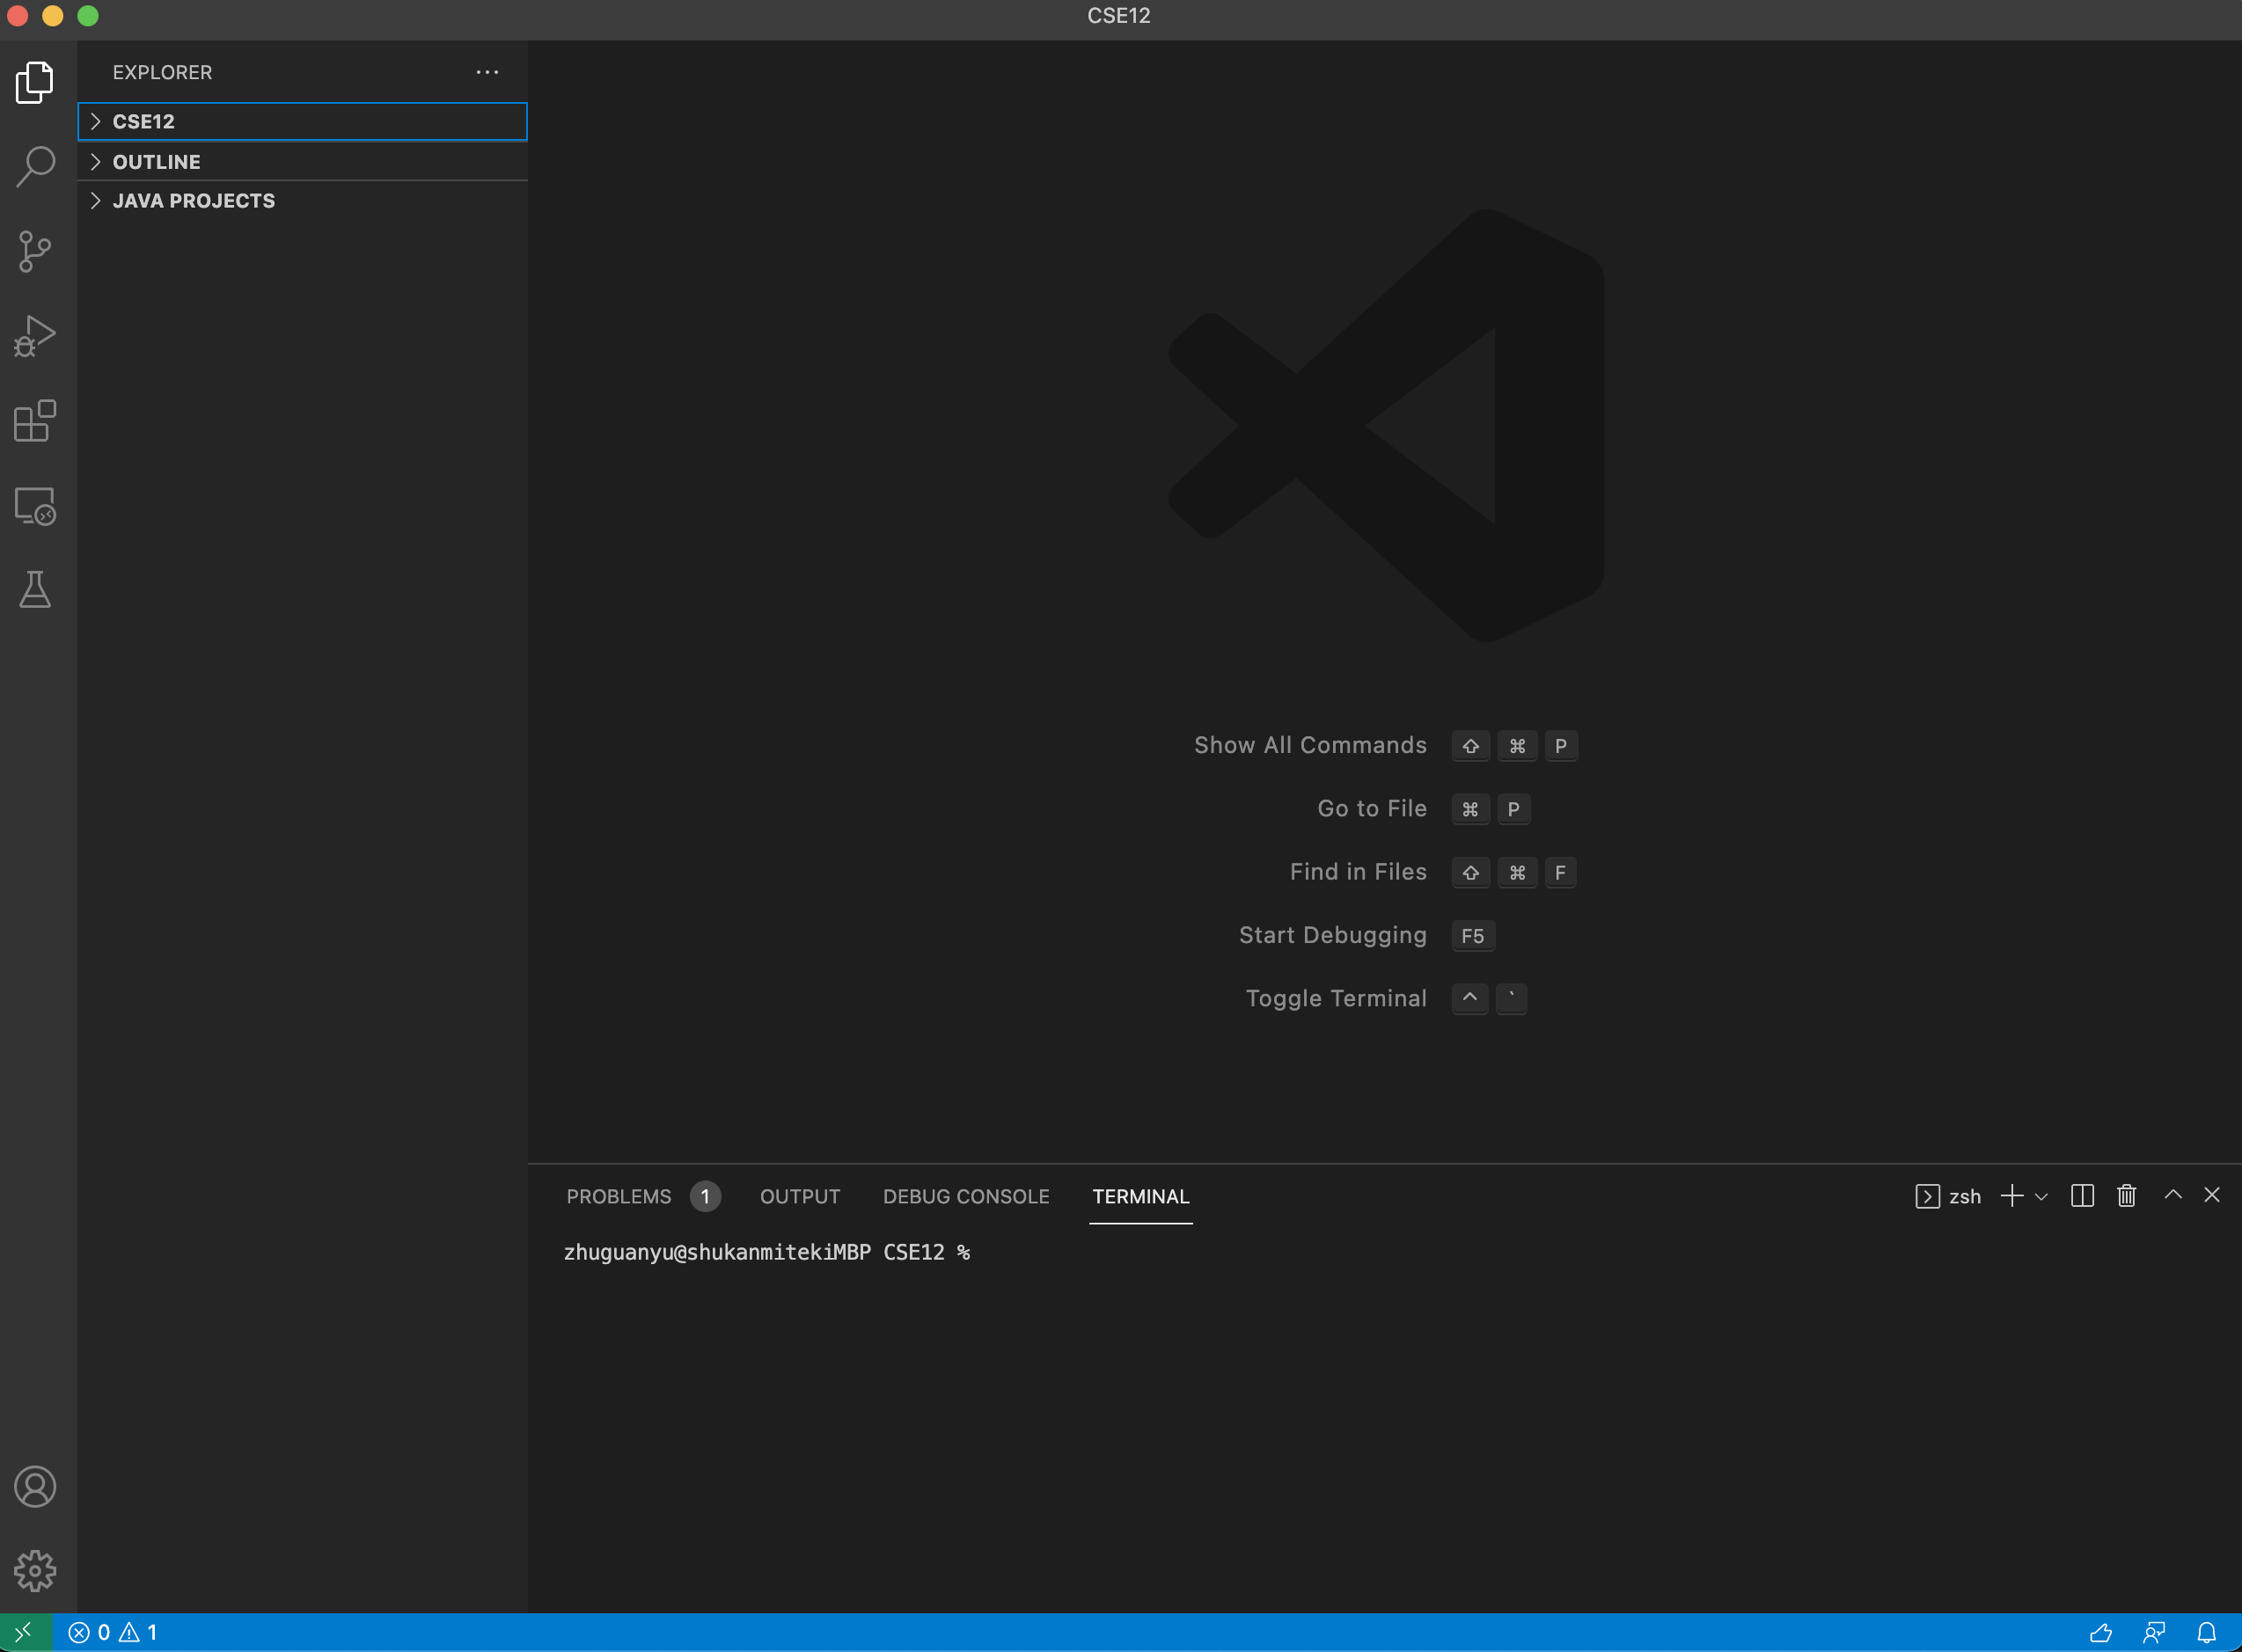 CSE12
EXPLORER
CSE12
OUTLINE
JAVA PROJECTS
Show All Commands ⇧ ⌘ P
Go to File ⌘ P
Find in Files ⇧ ⌘ F
Start Debugging F5
Toggle Terminal ^ `
PROBLEMS 1 OUTPUT DEBUG CONSOLE TERMINAL zsh
zhuguanyu@shukanmitekiMBP CSE12 %
0 1